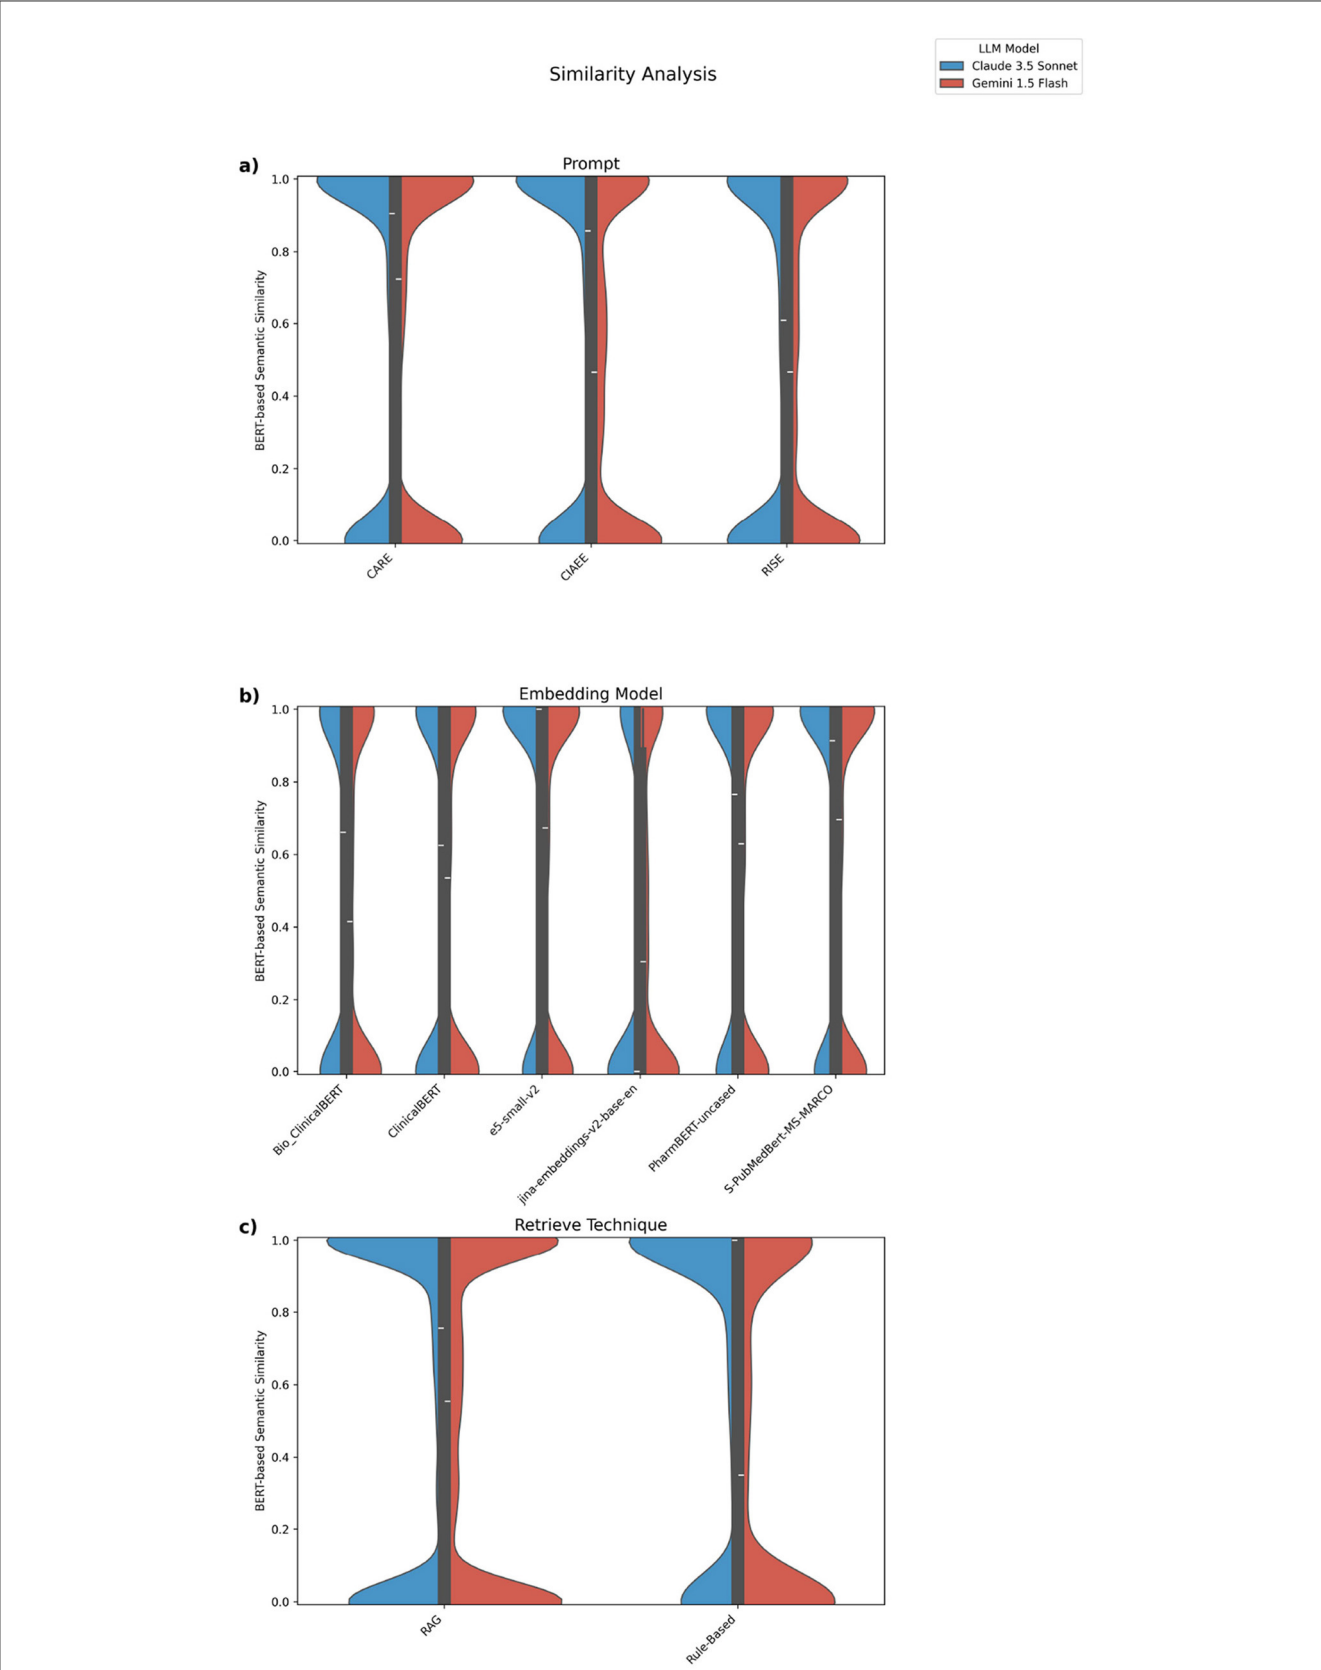 LLM Model
Claude 3.5 Sonnet
Gemini 1.5 Flash
Similarity Analysis
a)
Prompt
BERT-based Semantic Similarity
1.0
0.8
0.6
0.4
0.2
0.0
CARE
CIAEE
RISE
b)
Embedding Model
BERT-based Semantic Similarity
1.0
0.8
0.6
0.4
0.2
0.0
Bio_ClinicalBERT
ClinicalBERT
e5-small-v2
jina-embeddings-v2-base-en
PharmBERT-uncased
S-PubMedBert-MS-MARCO
c)
Retrieve Technique
BERT-based Semantic Similarity
1.0
0.8
0.6
0.4
0.2
0.0
RAG
Rule-Based